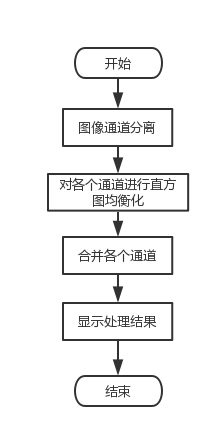 开始
图像通道分离
对各个通道进行直方
图均衡化
合并各个通道
显示处理结果
结束